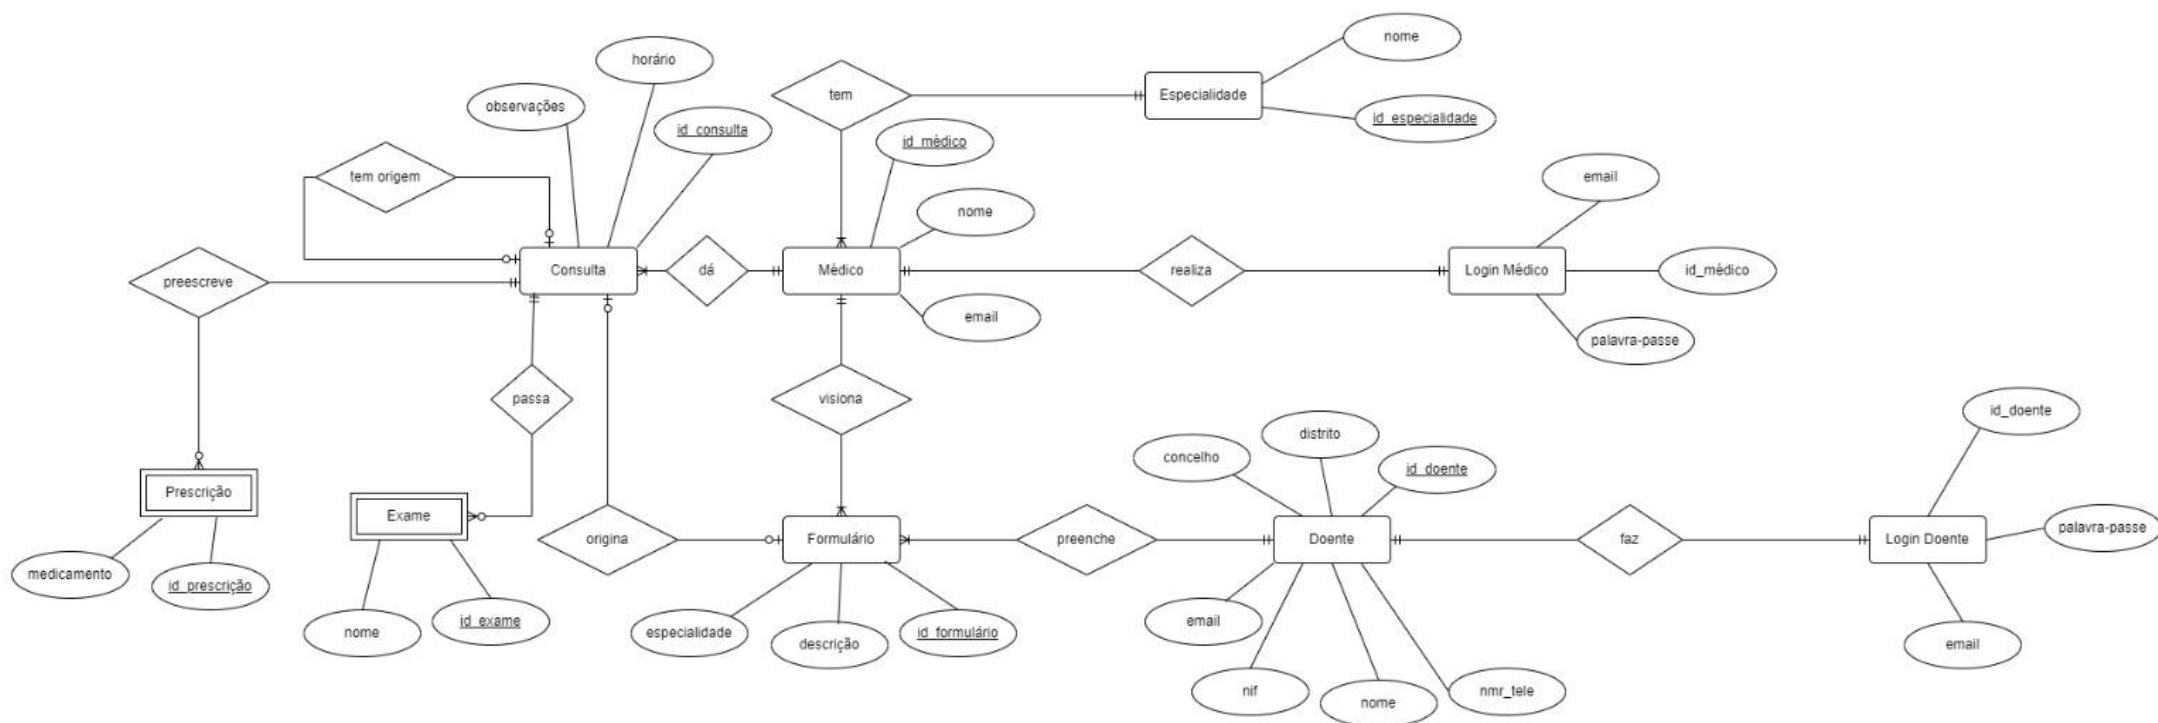 nome
horário
tem
Especialidade
observações
id_especialidade
id_consulta
id_médico
tem origem
email
nome
Consulta
dá
Médico
realiza
Login Médico
id_médico
preescreve
email
palavra-passe
passa
visiona
id_doente
distrito
concelho
id_doente
Prescrição
Exame
palavra-passe
origina
Formulário
preenche
Doente
faz
Login Doente
medicamento
id_prescrição
nome
id_exame
especialidade
descrição
id_formulário
email
email
nif
nome
nmr_tele